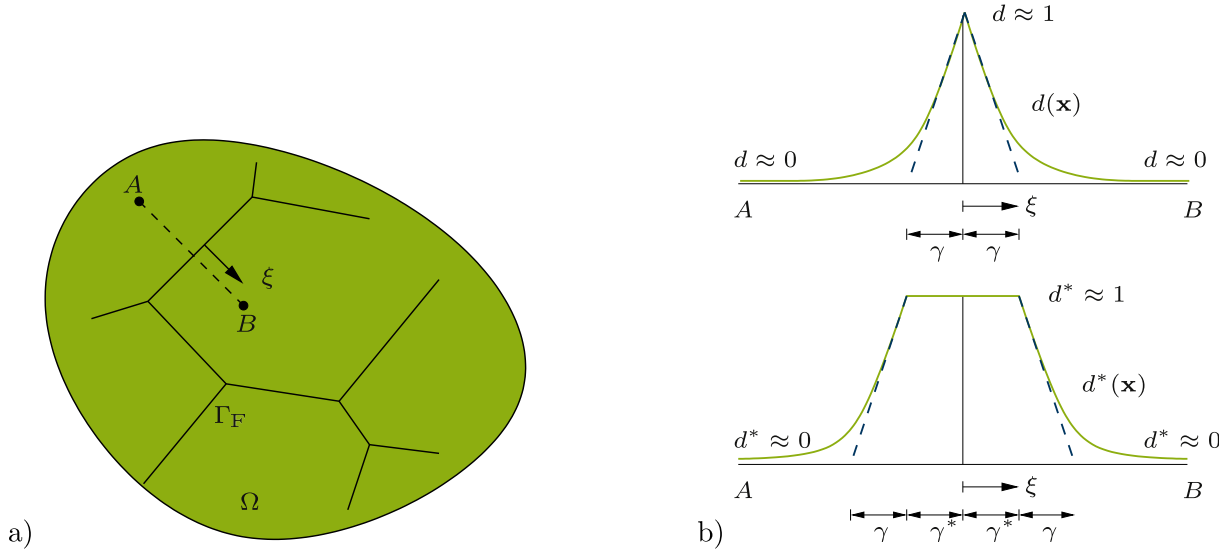 A
ξ
B
Γ_F
Ω
a)
d ≈ 1
d(x)
d ≈ 0
d ≈ 0
A
ξ
B
γ γ
d* ≈ 1
d*(x)
d* ≈ 0
d* ≈ 0
A
ξ
B
γ γ* γ* γ
b)